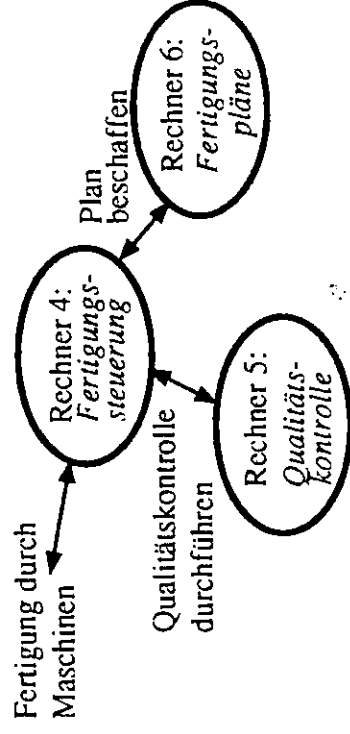 Fertigung durch
Maschinen
Rechner 4:
Fertigungs-
steuerung
Plan
beschaffen
Rechner 6:
Fertigungs-
pläne
Qualitätskontrolle
durchführen
Rechner 5:
Qualitäts-
kontrolle